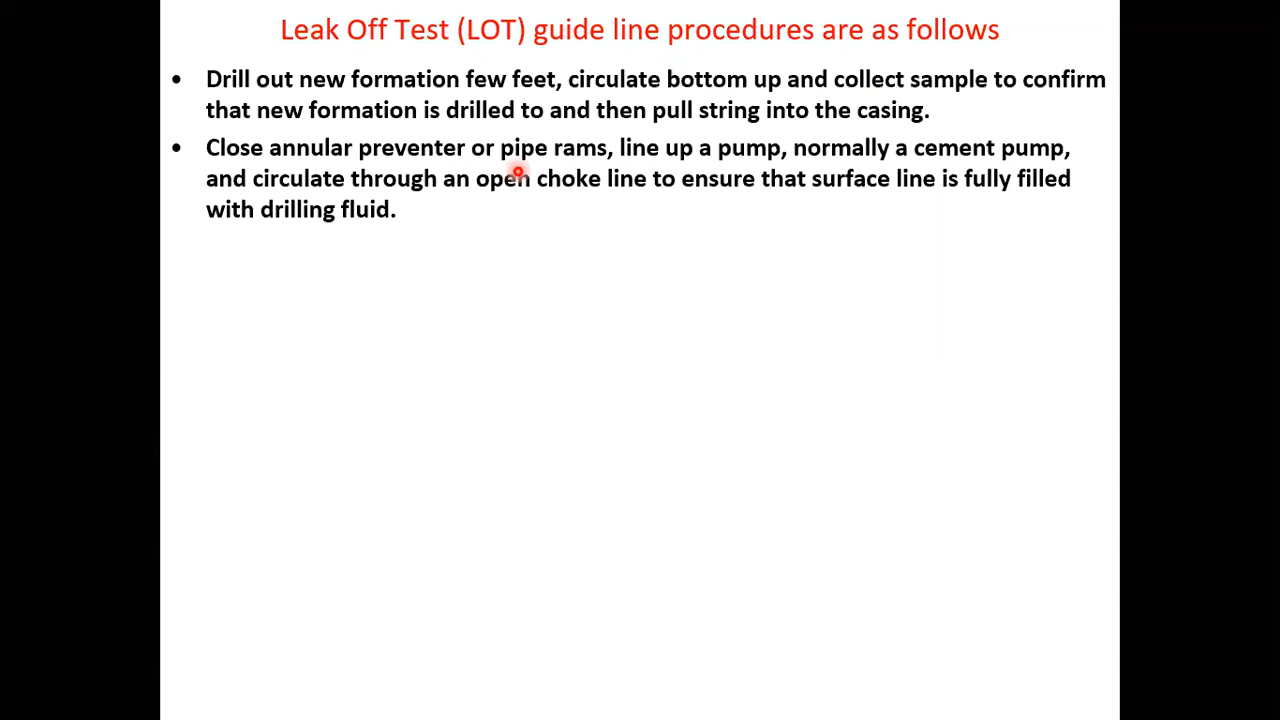 Leak Off Test (LOT) guide line procedures are as follows
• Drill out new formation few feet, circulate bottom up and collect sample to confirm
that new formation is drilled to and then pull string into the casing.
• Close annular preventer or pipe rams, line up a pump, normally a cement pump,
and circulate through an open choke line to ensure that surface line is fully filled
with drilling fluid.